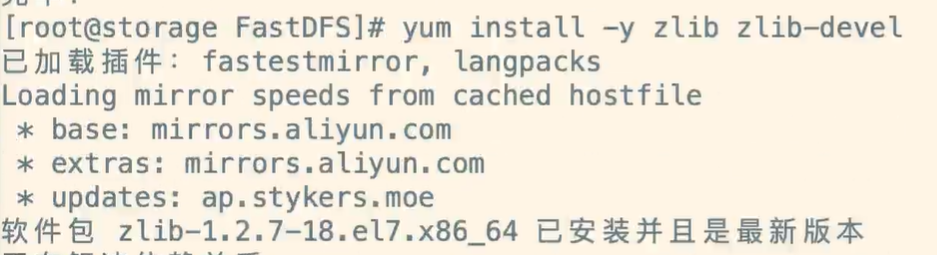 [root@storage FastDFS]# yum install -y zlib zlib-devel
已加载插件：fastestmirror, langpacks
Loading mirror speeds from cached hostfile
 * base: mirrors.aliyun.com
 * extras: mirrors.aliyun.com
 * updates: ap.stykers.moe
软件包 zlib-1.2.7-18.el7.x86_64 已安装并且是最新版本